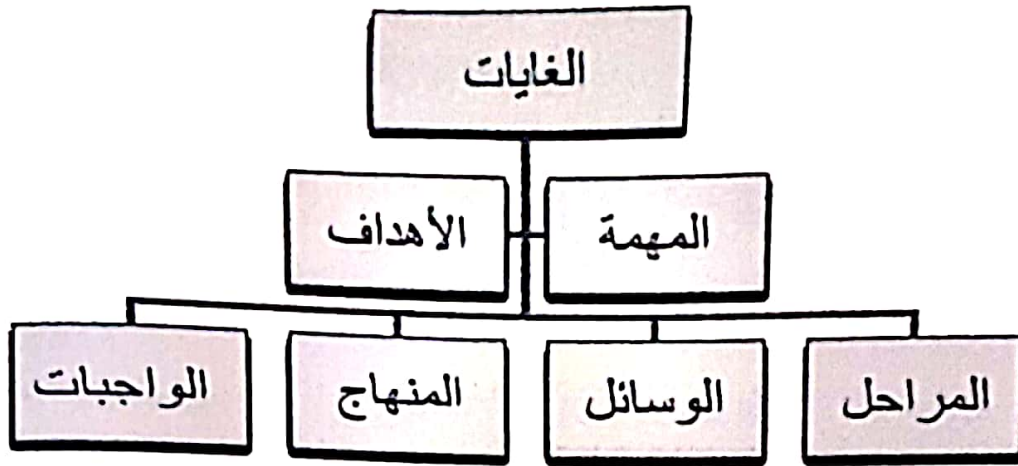 الغايات
المهمة
الأهداف
المراحل
الوسائل
المنهاج
الواجبات